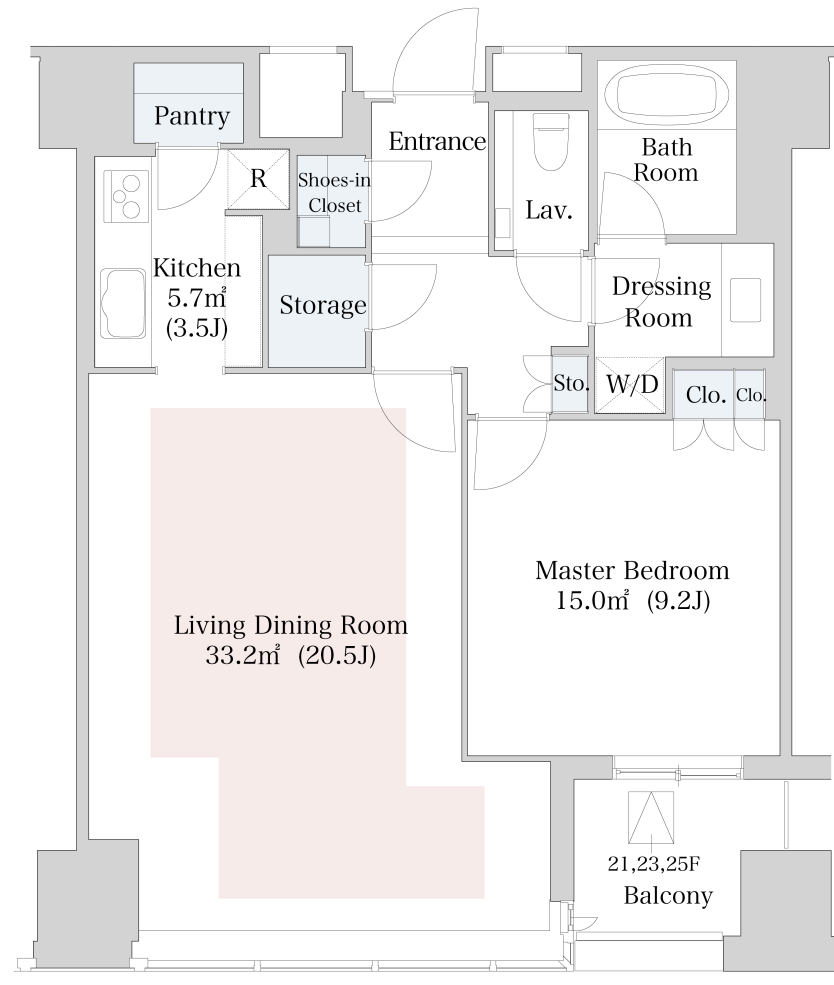 Pantry
Entrance
Bath
Room
R
Shoes-in
Closet
Lav.
Kitchen
5.7㎡
(3.5J)
Storage
Dressing
Room
Sto.
W/D
Clo.
Clo.
Master Bedroom
15.0㎡ (9.2J)
Living Dining Room
33.2㎡ (20.5J)
21,23,25F
Balcony